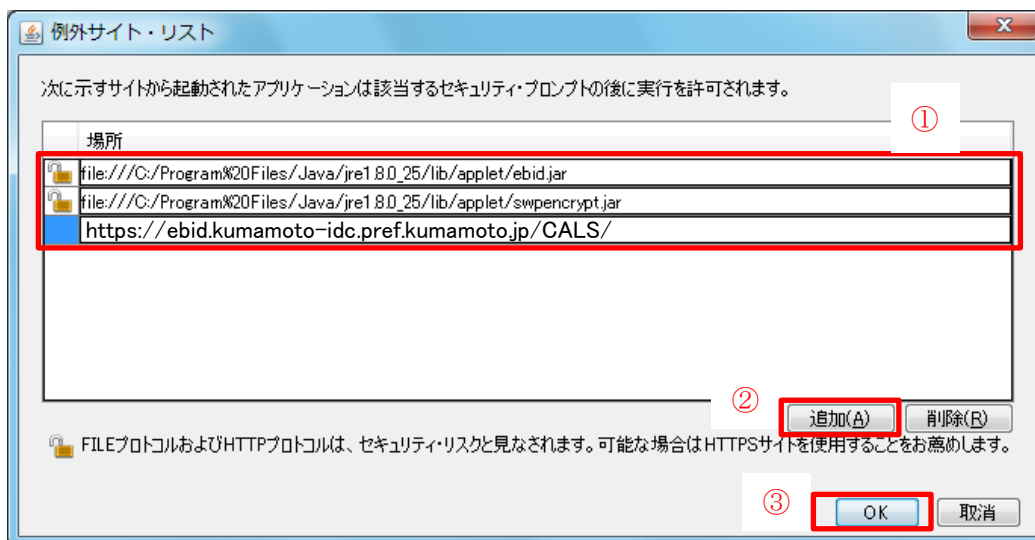 例外サイト・リスト
次に示すサイトから起動されたアプリケーションは該当するセキュリティ・プロンプトの後に実行を許可されます。
①
場所
file:///C:/Program%20Files/Java/jre1.8.0_25/lib/applet/ebid.jar
file:///C:/Program%20Files/Java/jre1.8.0_25/lib/applet/swpencrypt.jar
https://ebid.kumamoto-idc.pref.kumamoto.jp/CALS/
②
追加(A) 削除(R)
FILEプロトコルおよびHTTPプロトコルは、セキュリティ・リスクと見なされます。可能な場合はHTTPSサイトを使用することをお薦めします。
③
OK 取消